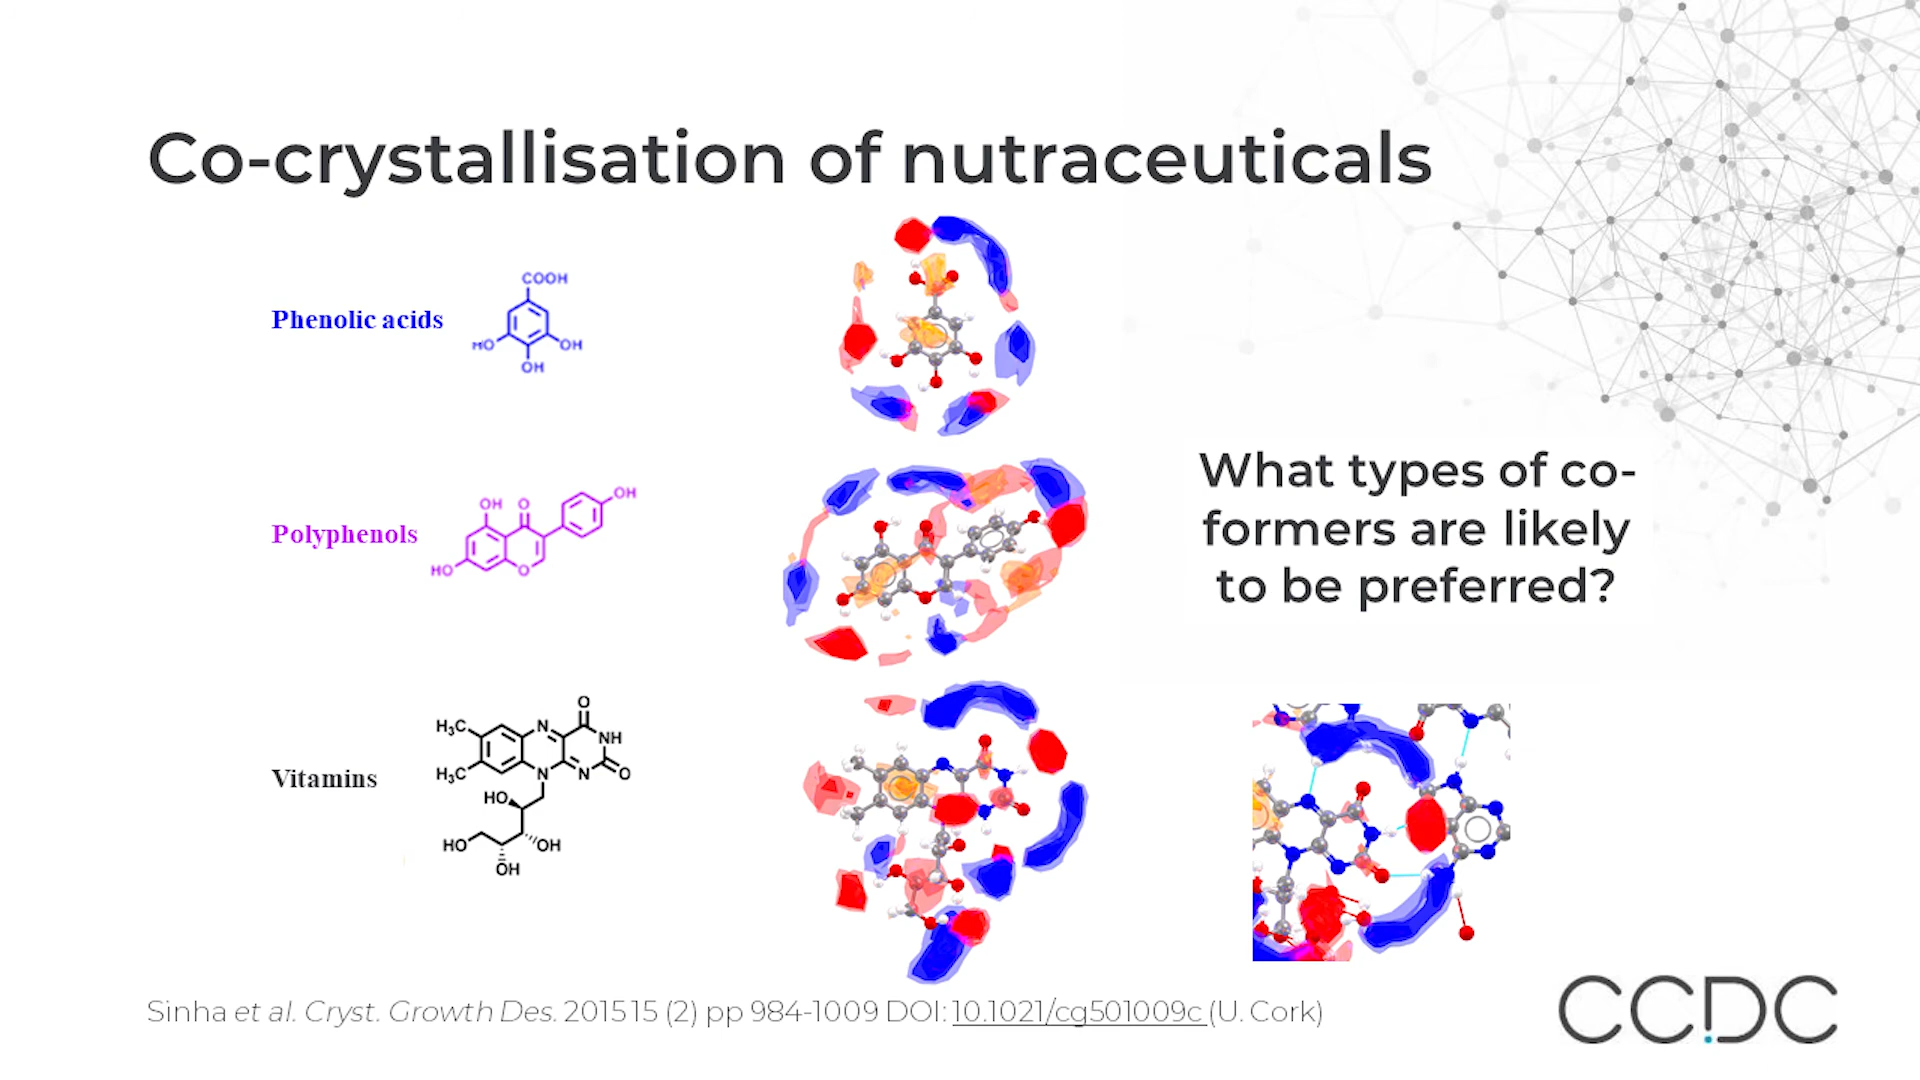 Co-crystallisation of nutraceuticals
Phenolic acids
COOH
HO
OH
OH
Polyphenols
OH
O
OH
HO
O
What types of co-
formers are likely
to be preferred?
Vitamins
O
H₃C
N
NH
H₃C
N
N
O
HO
HO
OH
OH
Sinha et al. Cryst. Growth Des. 2015 15 (2) pp 984-1009 DOI: 10.1021/cg501009c (U. Cork)
CCDC